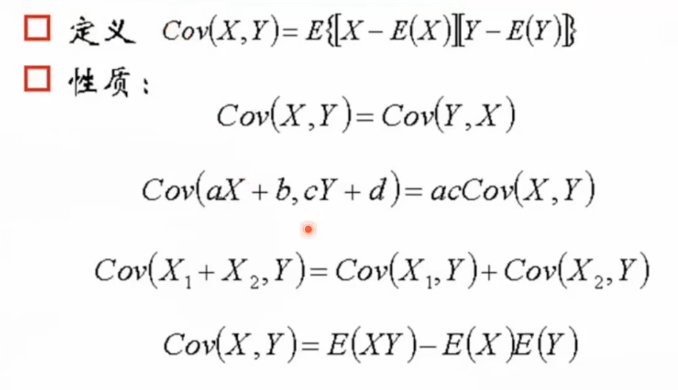 定义 Cov(X,Y)= E{[X − E(X)][Y − E(Y)]}
性质：
Cov(X,Y)= Cov(Y,X)
Cov(aX + b,cY + d)= acCov(X,Y)
Cov(X₁ + X₂,Y)= Cov(X₁,Y)+ Cov(X₂,Y)
Cov(X,Y)= E(XY)− E(X)E(Y)